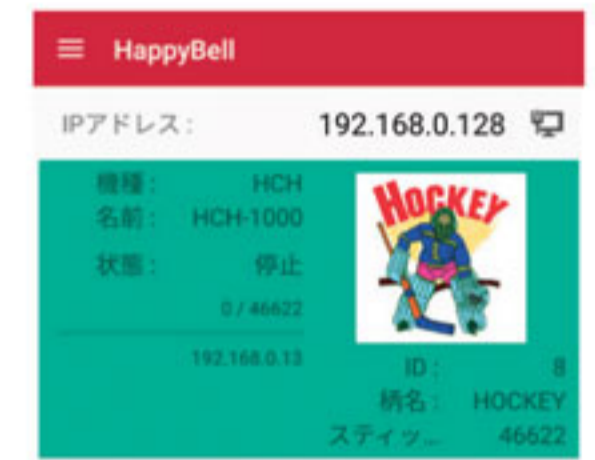 HappyBell
IPアドレス: 192.168.0.128
機種: HCH
名前: HCH-1000
状態: 停止
0 / 46622
192.168.0.13
HOCKEY
ID: 8
柄名: HOCKEY
スティッ... 46622